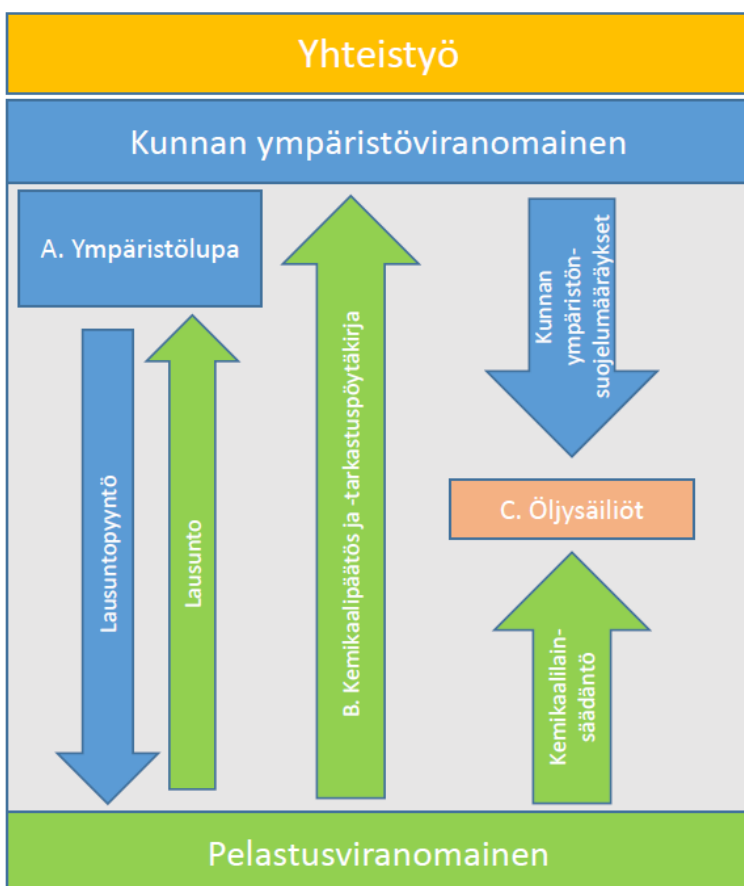 Yhteistyö
Kunnan ympäristöviranomainen
A. Ympäristölupa
Lausuntopyyntö
Lausunto
B. Kemikaalipäätös ja -tarkastuspöytäkirja
Kunnan
ympäristön-
suojelumääräykset
C. Öljysäiliöt
Kemikaalilain-
säädäntö
Pelastusviranomainen